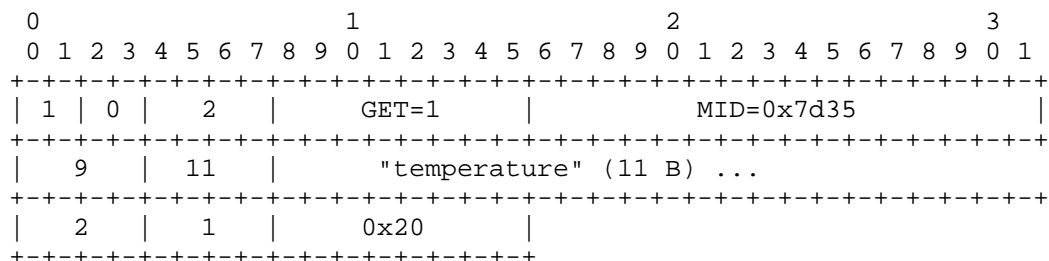 0                   1                   2                   3
0 1 2 3 4 5 6 7 8 9 0 1 2 3 4 5 6 7 8 9 0 1 2 3 4 5 6 7 8 9 0 1
+-+-+-+-+-+-+-+-+-+-+-+-+-+-+-+-+-+-+-+-+-+-+-+-+-+-+-+-+-+-+-+-+
| 1 | 0 |   2   |     GET=1     |          MID=0x7d35           |
+-+-+-+-+-+-+-+-+-+-+-+-+-+-+-+-+-+-+-+-+-+-+-+-+-+-+-+-+-+-+-+-+
|   9   |  11   |      "temperature" (11 B) ...
+-+-+-+-+-+-+-+-+-+-+-+-+-+-+-+-+-+-+-+-+-+-+-+-+-+-+-+-+-+-+-+-+
|   2   |   1   |     0x20      |
+-+-+-+-+-+-+-+-+-+-+-+-+-+-+-+-+